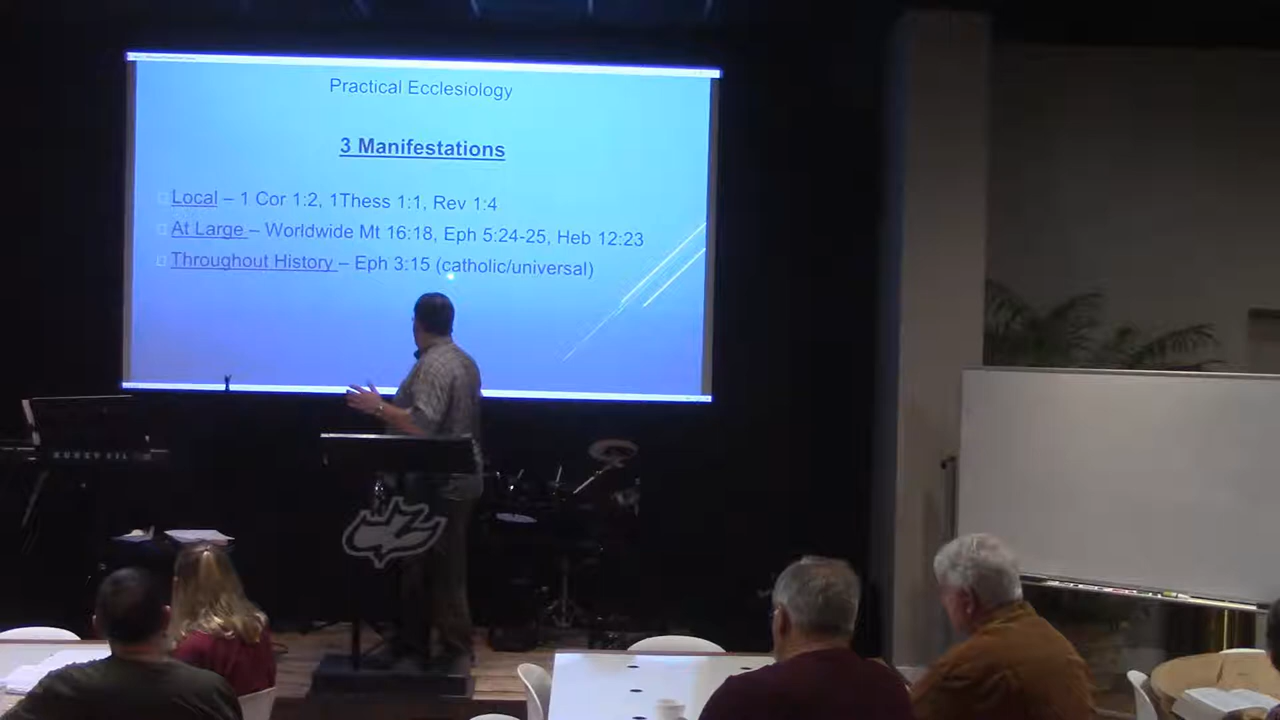 Practical Ecclesiology
3 Manifestations
Local – 1 Cor 1:2, 1Thess 1:1, Rev 1:4
At Large – Worldwide Mt 16:18, Eph 5:24-25, Heb 12:23
Throughout History – Eph 3:15 (catholic/universal)